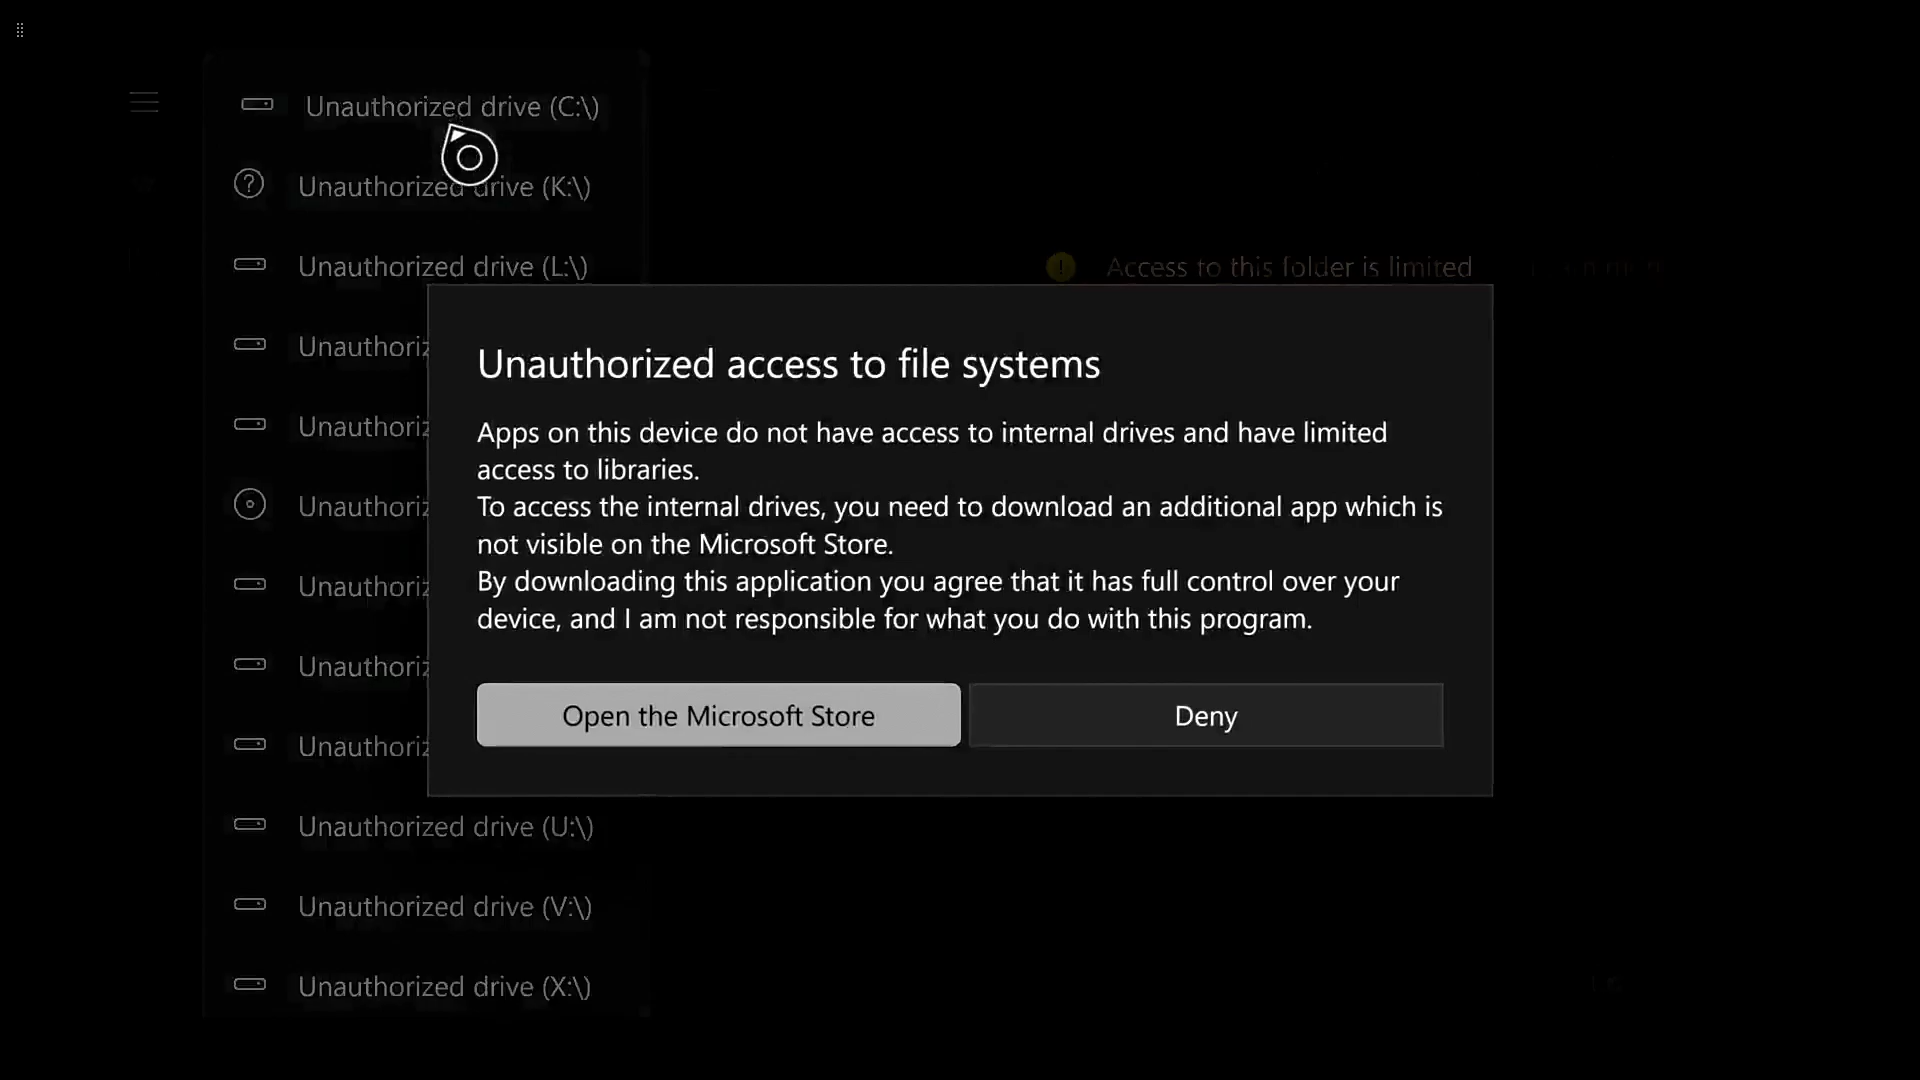 Unauthorized drive (C:\)
Unauthorized drive (K:\)
Unauthorized drive (L:\)
Access to this folder is limited
Unauthoriz
Unauthoriz
Unauthoriz
Unauthoriz
Unauthoriz
Unauthoriz
Unauthorized drive (U:\)
Unauthorized drive (V:\)
Unauthorized drive (X:\)
Unauthorized access to file systems
Apps on this device do not have access to internal drives and have limited
access to libraries.
To access the internal drives, you need to download an additional app which is
not visible on the Microsoft Store.
By downloading this application you agree that it has full control over your
device, and I am not responsible for what you do with this program.
Open the Microsoft Store
Deny